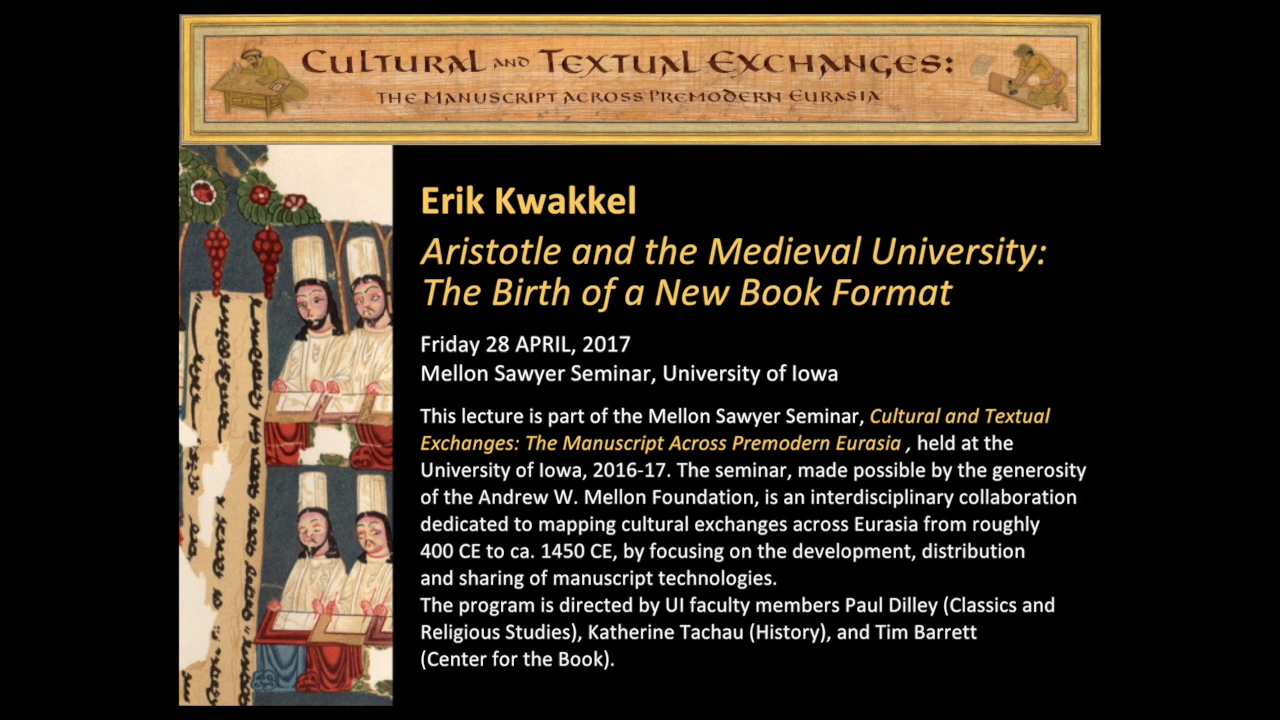 Cultural and Textual Exchanges:
The Manuscript Across Premodern Eurasia
Erik Kwakkel
Aristotle and the Medieval University:
The Birth of a New Book Format
Friday 28 APRIL, 2017
Mellon Sawyer Seminar, University of Iowa
This lecture is part of the Mellon Sawyer Seminar, Cultural and Textual
Exchanges: The Manuscript Across Premodern Eurasia , held at the
University of Iowa, 2016-17. The seminar, made possible by the generosity
of the Andrew W. Mellon Foundation, is an interdisciplinary collaboration
dedicated to mapping cultural exchanges across Eurasia from roughly
400 CE to ca. 1450 CE, by focusing on the development, distribution
and sharing of manuscript technologies.
The program is directed by UI faculty members Paul Dilley (Classics and
Religious Studies), Katherine Tachau (History), and Tim Barrett
(Center for the Book).